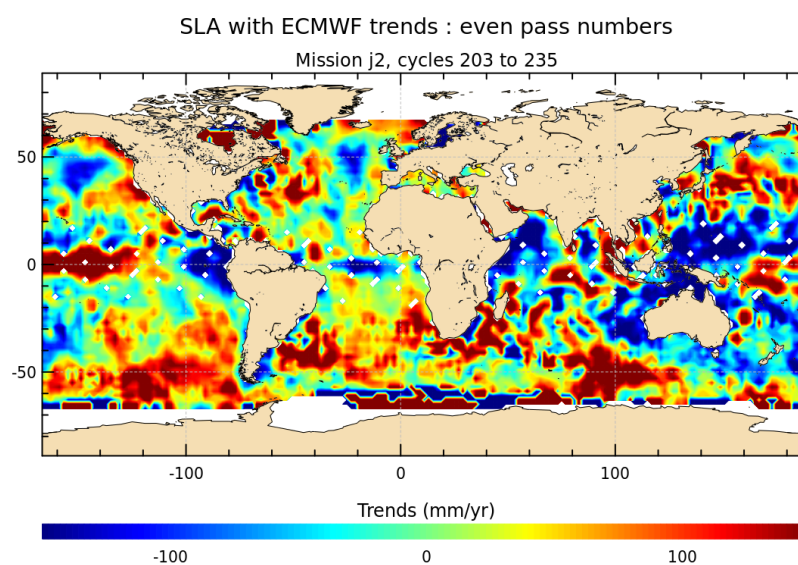 SLA with ECMWF trends : even pass numbers
Mission j2, cycles 203 to 235
50
0
-50
-100 0 100
Trends (mm/yr)
-100 0 100